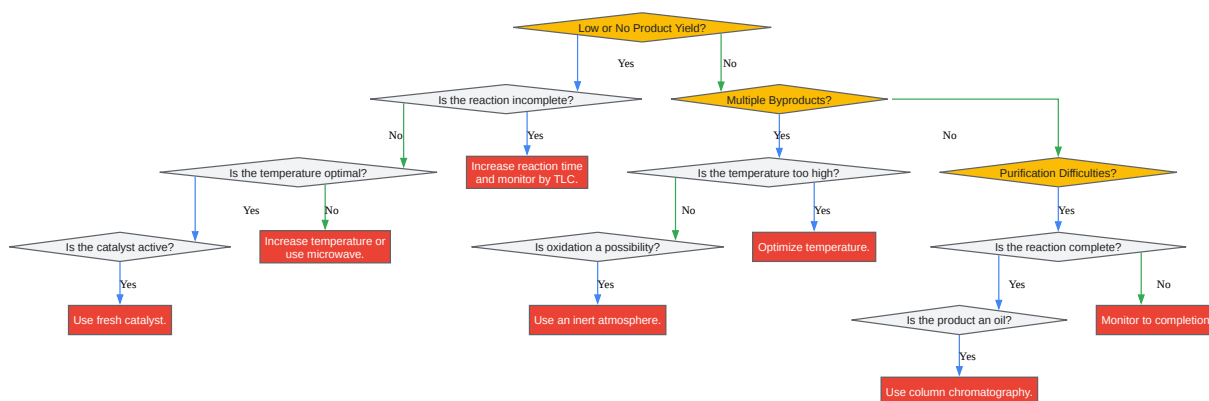 Low or No Product Yield?
Yes
No
Is the reaction incomplete?
Multiple Byproducts?
No
Yes
Yes
No
Increase reaction time
and monitor by TLC.
Is the temperature optimal?
Is the temperature too high?
Purification Difficulties?
Yes
No
No
Yes
Yes
Increase temperature or
use microwave.
Is the catalyst active?
Is oxidation a possibility?
Optimize temperature.
Is the reaction complete?
Yes
Yes
Yes
No
Use fresh catalyst.
Use an inert atmosphere.
Is the product an oil?
Monitor to completion
Yes
Use column chromatography.